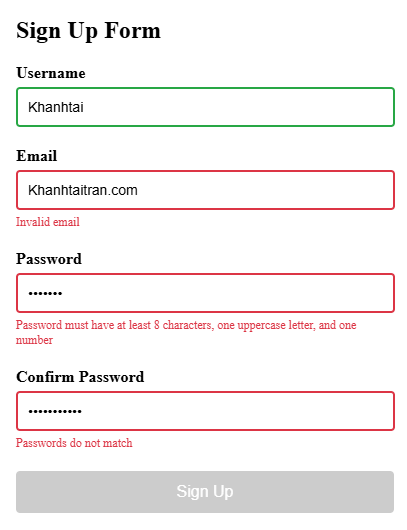 Sign Up Form
Username
Khanhtai
Email
Khanhtaitran.com
Invalid email
Password
•••••••
Password must have at least 8 characters, one uppercase letter, and one
number
Confirm Password
•••••••••••
Passwords do not match
Sign Up